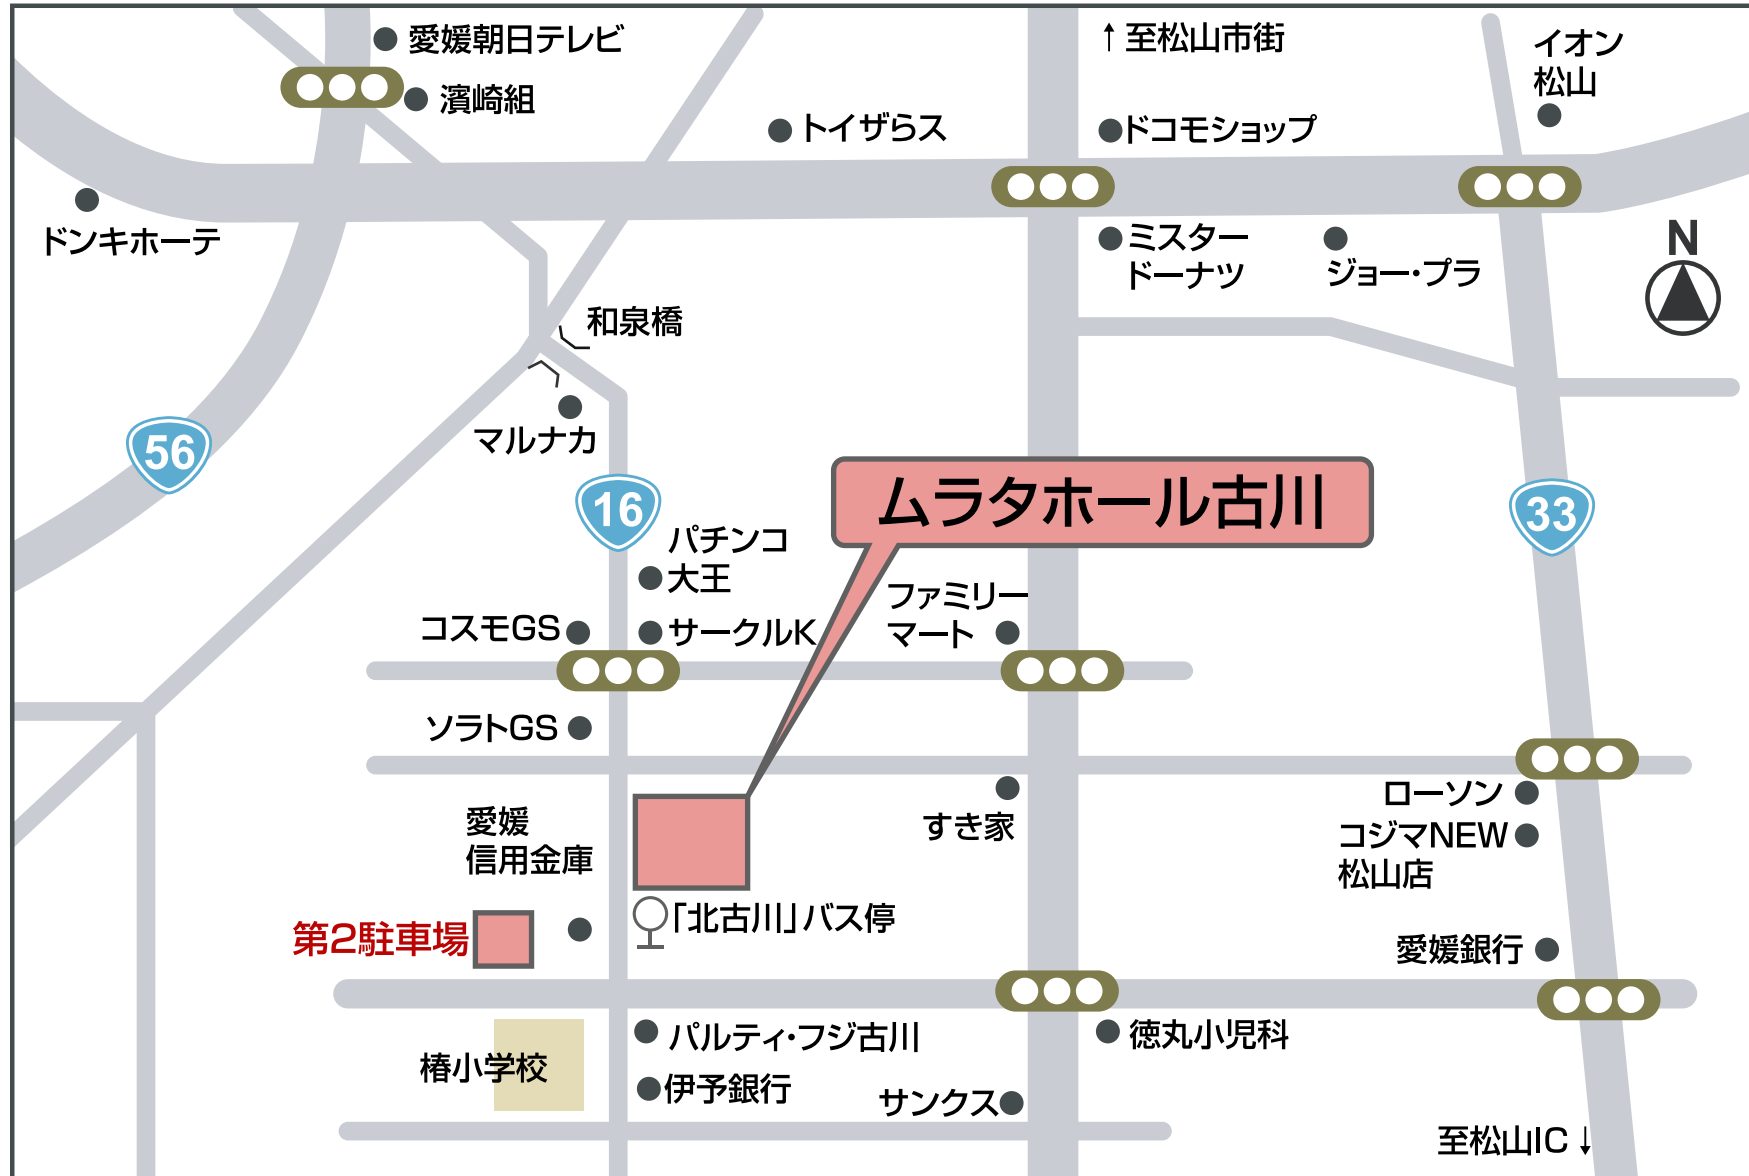 愛媛朝日テレビ
濱崎組
↑至松山市街
イオン
松山
トイザらス
ドコモショップ
ドンキホーテ
ミスター
ドーナツ
ジョー・プラ
N
和泉橋
マルナカ
56
16
33
ムラタホール古川
パチンコ
大王
コスモGS
サークルK
ファミリー
マート
ソラトGS
すき家
ローソン
コジマNEW
松山店
愛媛
信用金庫
第2駐車場
「北古川」バス停
愛媛銀行
椿小学校
パルティ・フジ古川
伊予銀行
徳丸小児科
サンクス
至松山IC↓